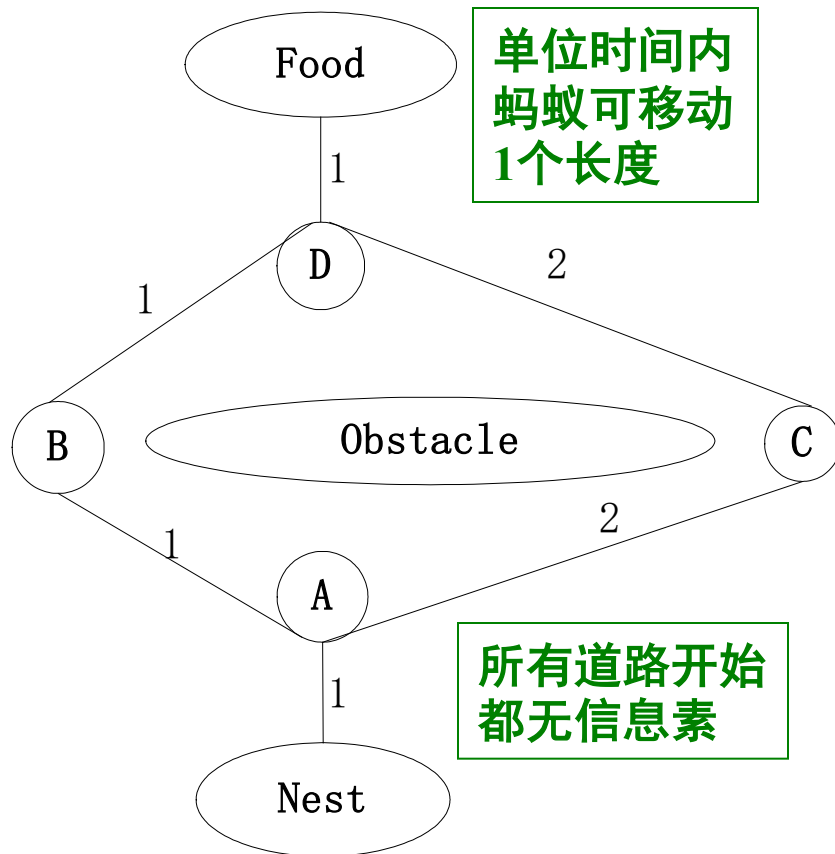 Food
单位时间内
蚂蚁可移动
1个长度
1
D
2
1
B
Obstacle
C
1
2
A
所有道路开始
都无信息素
1
Nest